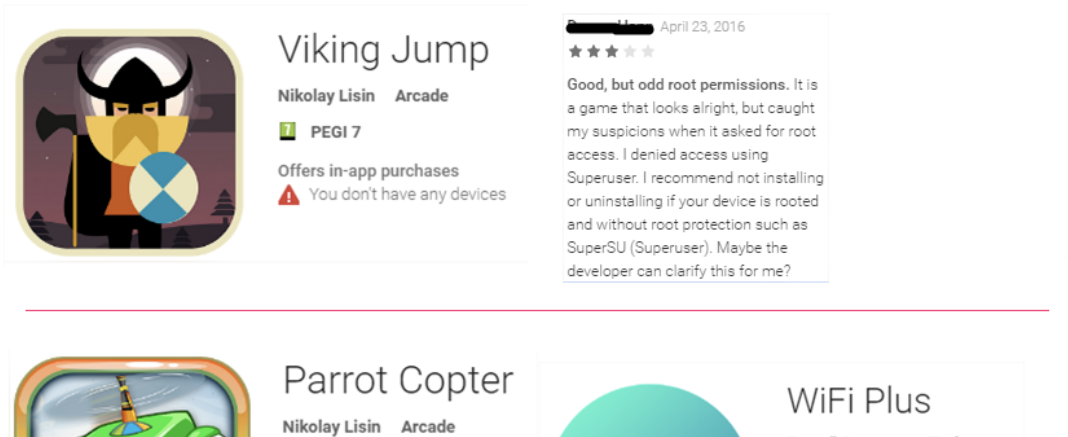 Viking Jump
Nikolay Lisin Arcade
7 PEGI 7
Offers in-app purchases
You don't have any devices
April 23, 2016
Good, but odd root permissions. It is
a game that looks alright, but caught
my suspicions when it asked for root
access. I denied access using
Superuser. I recommend not installing
or uninstalling if your device is rooted
and without root protection such as
SuperSU (Superuser). Maybe the
developer can clarify this for me?
Parrot Copter
Nikolay Lisin Arcade
WiFi Plus